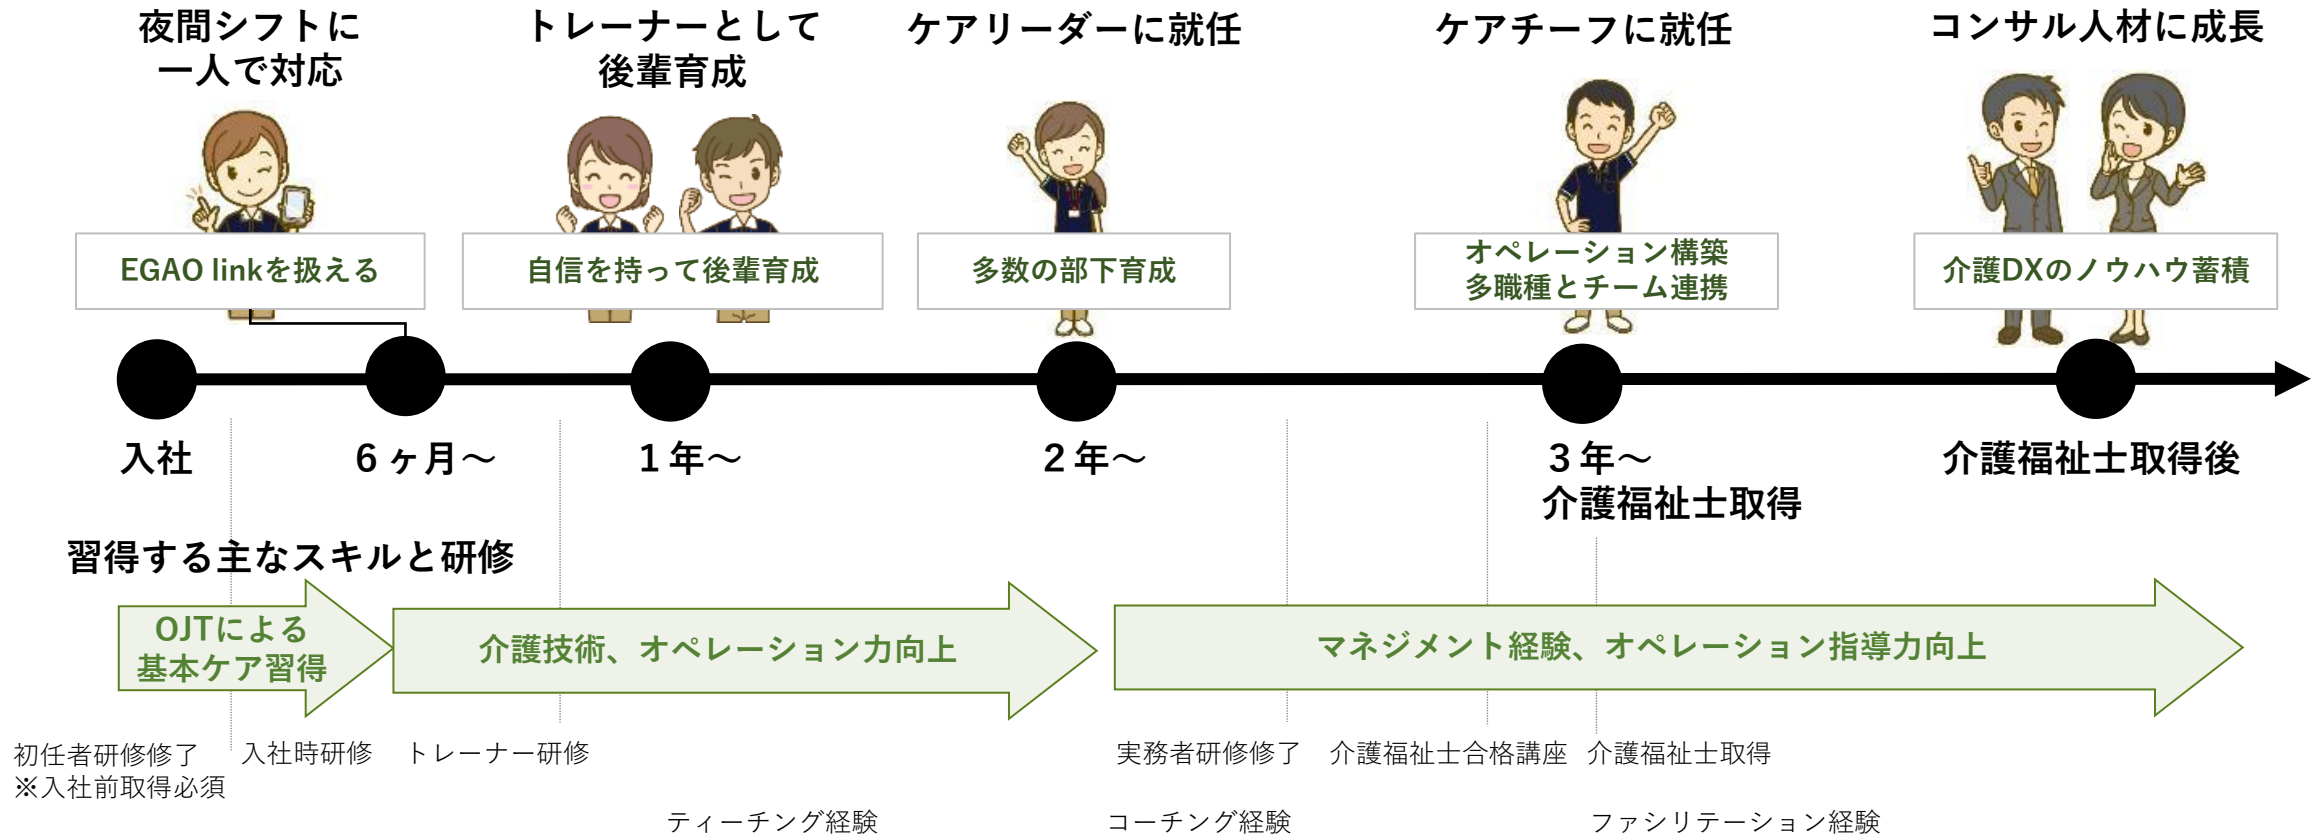 夜間シフトに
一人で対応
トレーナーとして
後輩育成
ケアリーダーに就任
ケアチーフに就任
コンサル人材に成長
EGAO linkを扱える
自信を持って後輩育成
多数の部下育成
オペレーション構築
多職種とチーム連携
介護DXのノウハウ蓄積
入社
6ヶ月～
1年～
2年～
3年～
介護福祉士取得
介護福祉士取得後
習得する主なスキルと研修
OJTによる
基本ケア習得
介護技術、オペレーション力向上
マネジメント経験、オペレーション指導力向上
初任者研修修了
※入社前取得必須
入社時研修
トレーナー研修
実務者研修修了
介護福祉士合格講座
介護福祉士取得
ティーチング経験
コーチング経験
ファシリテーション経験